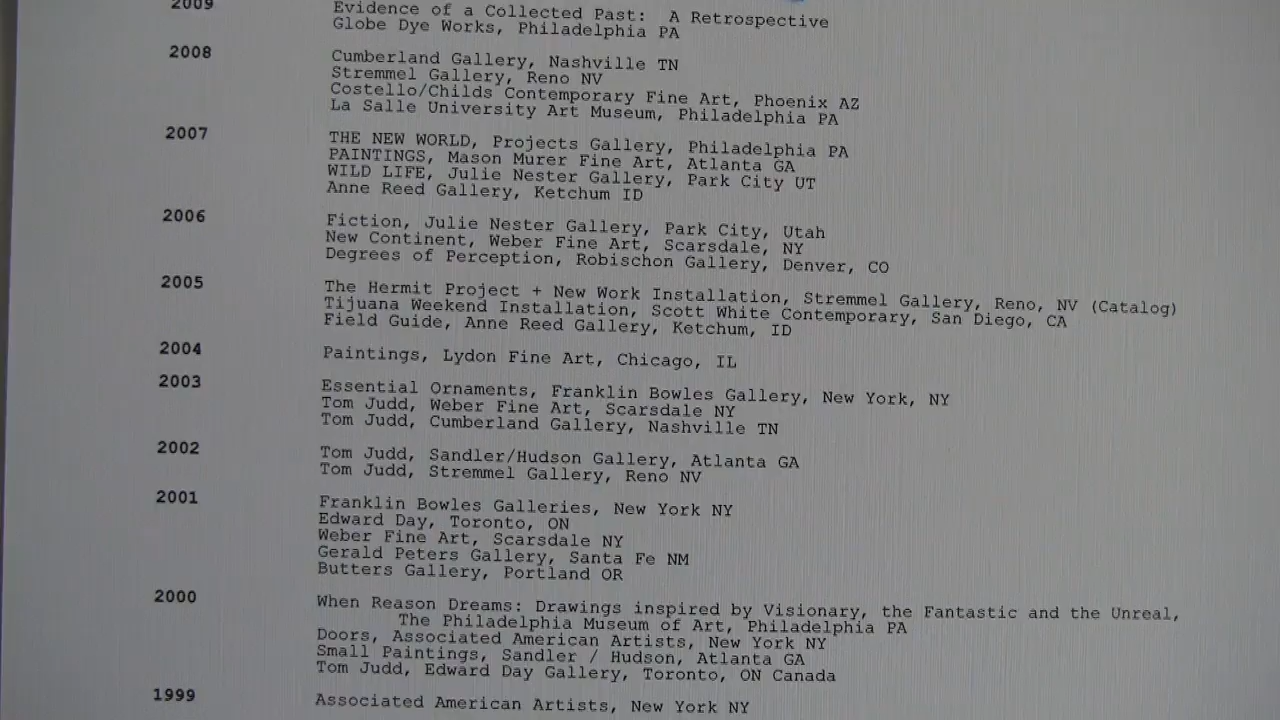 2009 Evidence of a Collected Past: A Retrospective
Globe Dye Works, Philadelphia PA
2008 Cumberland Gallery, Nashville TN
Stremmel Gallery, Reno NV
Costello/Childs Contemporary Fine Art, Phoenix AZ
La Salle University Art Museum, Philadelphia PA
2007 THE NEW WORLD, Projects Gallery, Philadelphia PA
PAINTINGS, Mason Murer Fine Art, Atlanta GA
WILD LIFE, Julie Nester Gallery, Park City UT
Anne Reed Gallery, Ketchum ID
2006 Fiction, Julie Nester Gallery, Park City, Utah
New Continent, Weber Fine Art, Scarsdale, NY
Degrees of Perception, Robischon Gallery, Denver, CO
2005 The Hermit Project + New Work Installation, Stremmel Gallery, Reno, NV (Catalog)
Tijuana Weekend Installation, Scott White Contemporary, San Diego, CA
Field Guide, Anne Reed Gallery, Ketchum, ID
2004 Paintings, Lydon Fine Art, Chicago, IL
2003 Essential Ornaments, Franklin Bowles Gallery, New York, NY
Tom Judd, Weber Fine Art, Scarsdale NY
Tom Judd, Cumberland Gallery, Nashville TN
2002 Tom Judd, Sandler/Hudson Gallery, Atlanta GA
Tom Judd, Stremmel Gallery, Reno NV
2001 Franklin Bowles Galleries, New York NY
Edward Day, Toronto, ON
Weber Fine Art, Scarsdale NY
Gerald Peters Gallery, Santa Fe NM
Butters Gallery, Portland OR
2000 When Reason Dreams: Drawings inspired by Visionary, the Fantastic and the Unreal,
The Philadelphia Museum of Art, Philadelphia PA
Doors, Associated American Artists, New York NY
Small Paintings, Sandler / Hudson, Atlanta GA
Tom Judd, Edward Day Gallery, Toronto, ON Canada
1999 Associated American Artists, New York NY